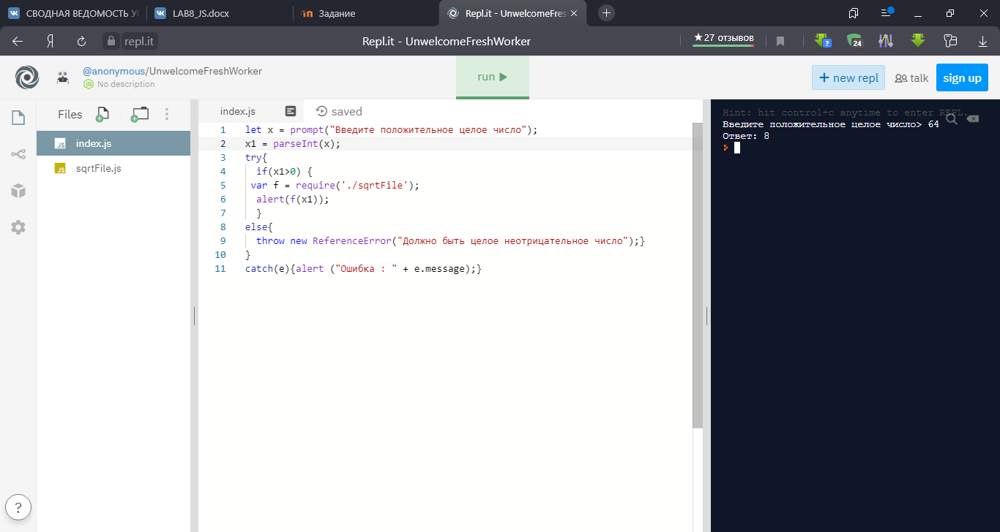 СВОДНАЯ ВЕДОМОСТЬ УС
LAB8_JS.docx
Задание
Repl.it - UnwelcomeFres
repl.it
Repl.it - UnwelcomeFreshWorker
★27 отзывов
24
@anonymous/UnwelcomeFreshWorker
No description
run
+ new repl
talk
sign up
Files
index.js
saved
index.js
sqrtFile.js
1 let x = prompt("Введите положительное целое число");
2 x1 = parseInt(x);
3 try{
4 if(x1>0) {
5 var f = require('./sqrtFile');
6 alert(f(x1));
7 }
8 else{
9 throw new ReferenceError("Должно быть целое неотрицательное число");}
10 }
11 catch(e){alert ("Ошибка : " + e.message);}
Hint: hit control+c anytime to enter REPL.
Введите положительное целое число> 64
Ответ: 8
?